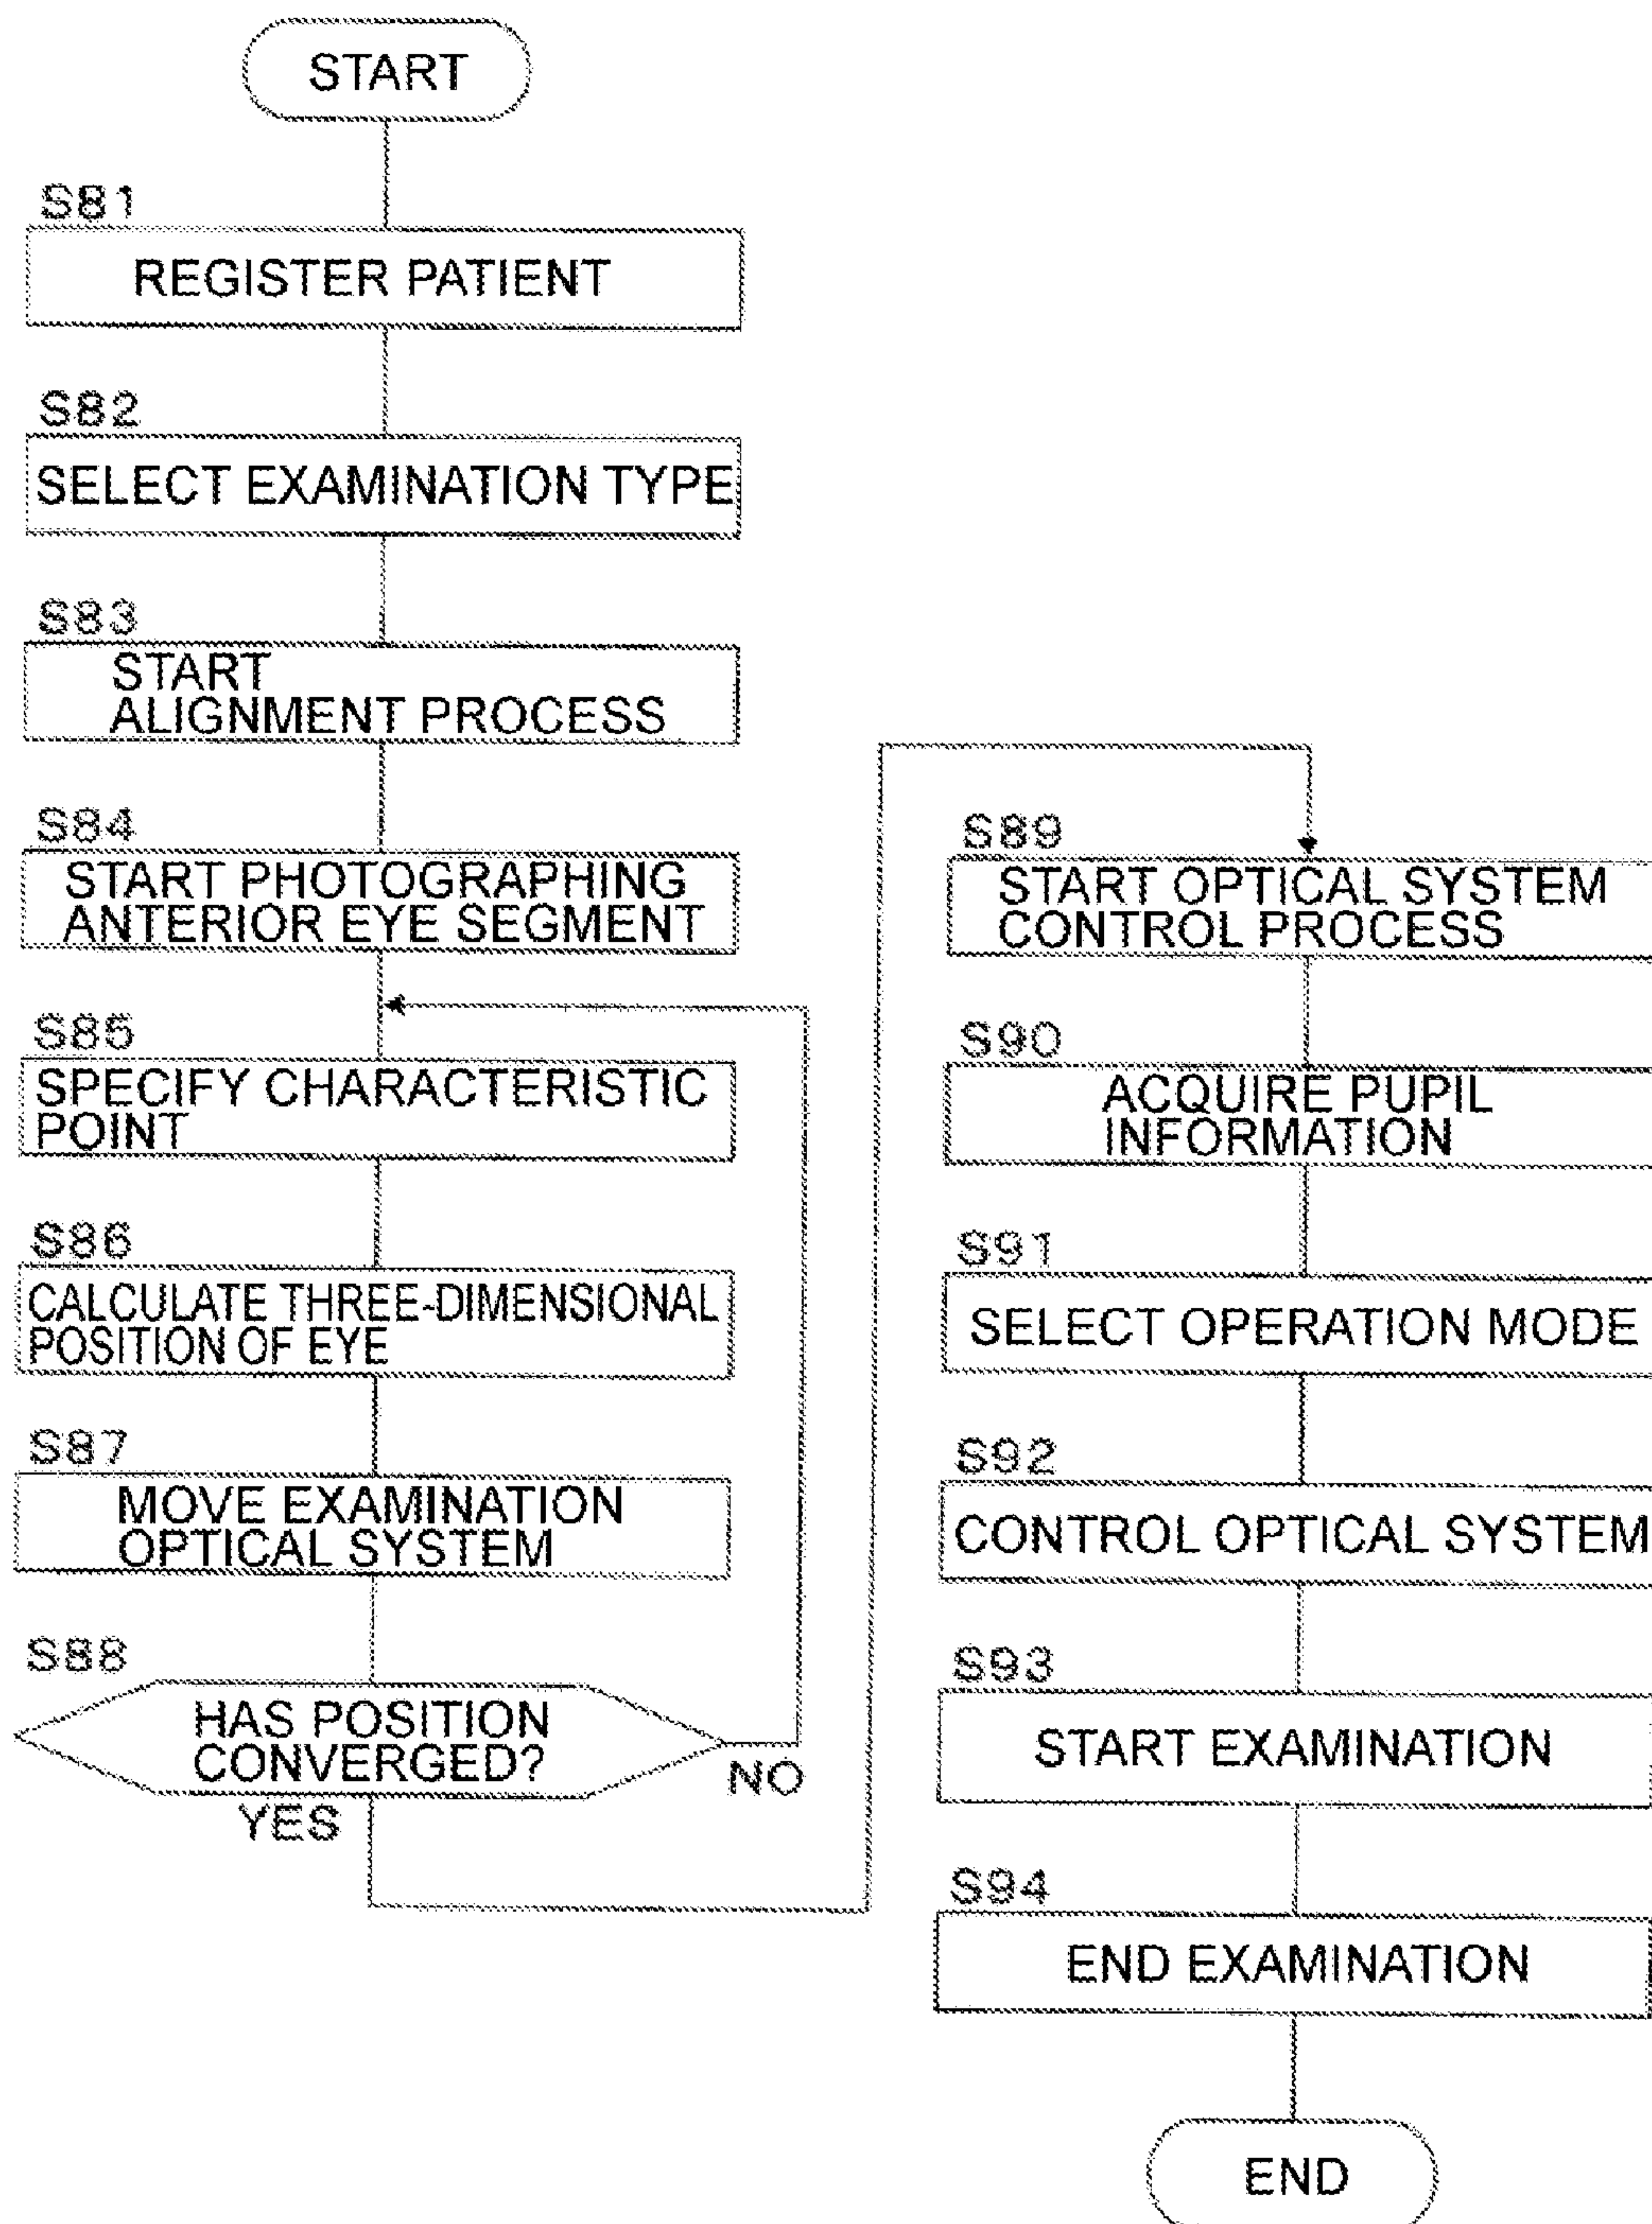 START
S81
REGISTER PATIENT
S82
SELECT EXAMINATION TYPE
S83
START
ALIGNMENT PROCESS
S84
START PHOTOGRAPHING
ANTERIOR EYE SEGMENT
S85
SPECIFY CHARACTERISTIC
POINT
S86
CALCULATE THREE-DIMENSIONAL
POSITION OF EYE
S87
MOVE EXAMINATION
OPTICAL SYSTEM
S88
HAS POSITION
CONVERGED?
NO
YES
S89
START OPTICAL SYSTEM
CONTROL PROCESS
S90
ACQUIRE PUPIL
INFORMATION
S91
SELECT OPERATION MODE
S92
CONTROL OPTICAL SYSTEM
S93
START EXAMINATION
S94
END EXAMINATION
END